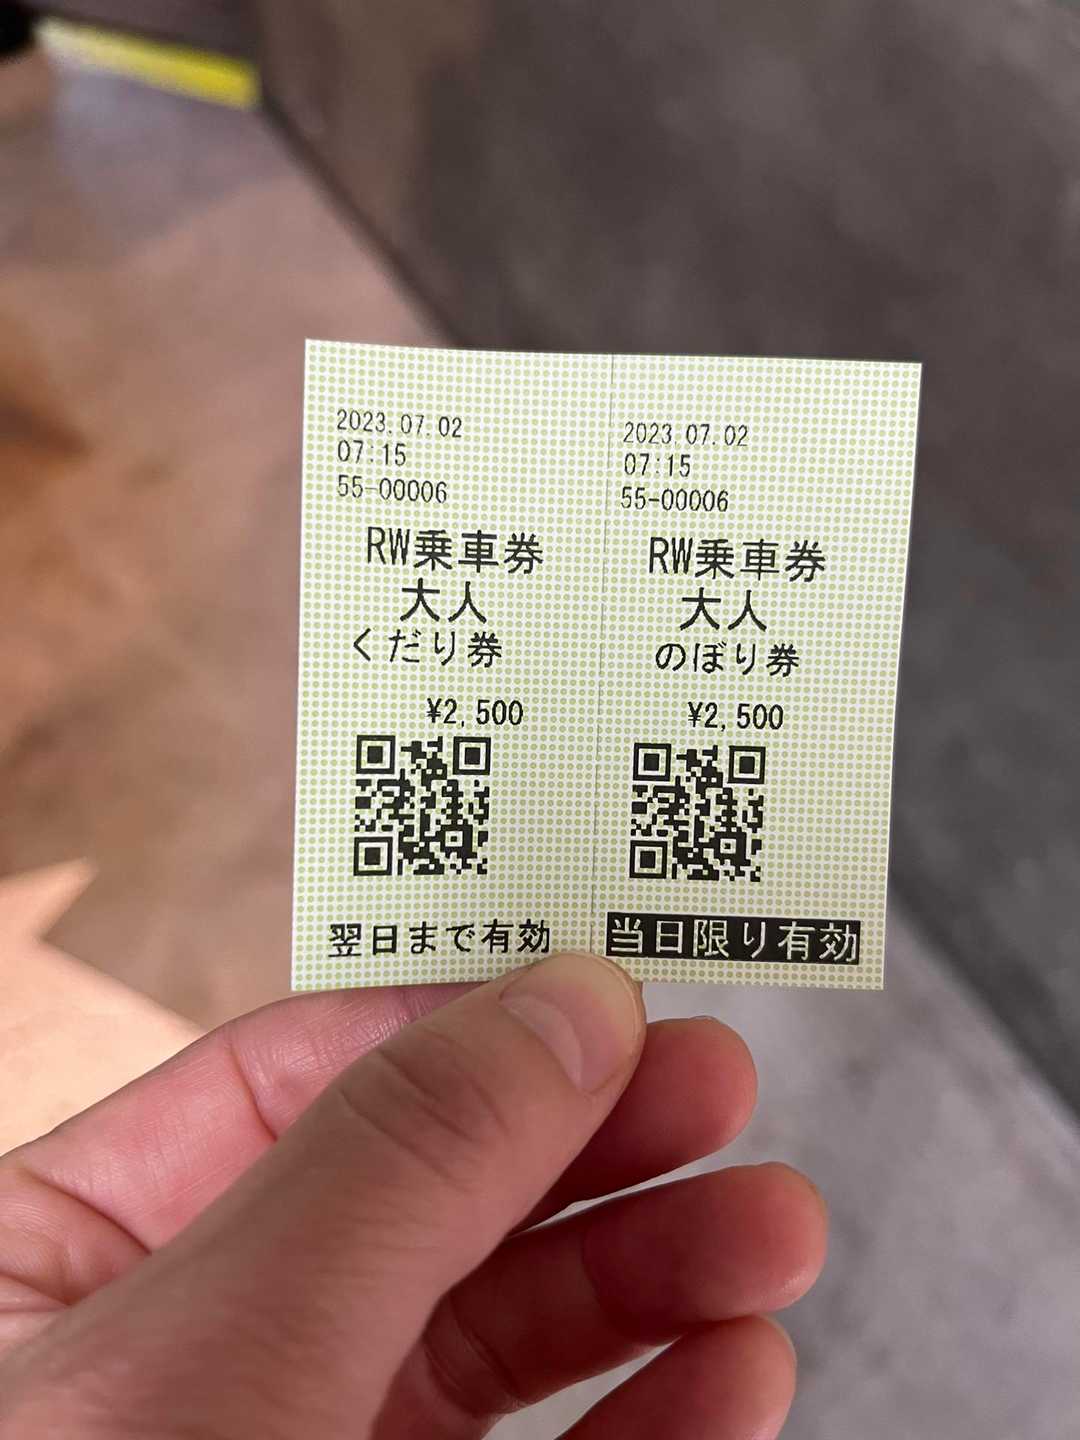 2023.07.02
07:15
55-00006
RW乗車券
大人
くだり券
¥2,500
翌日まで有効
2023.07.02
07:15
55-00006
RW乗車券
大人
のぼり券
¥2,500
当日限り有効